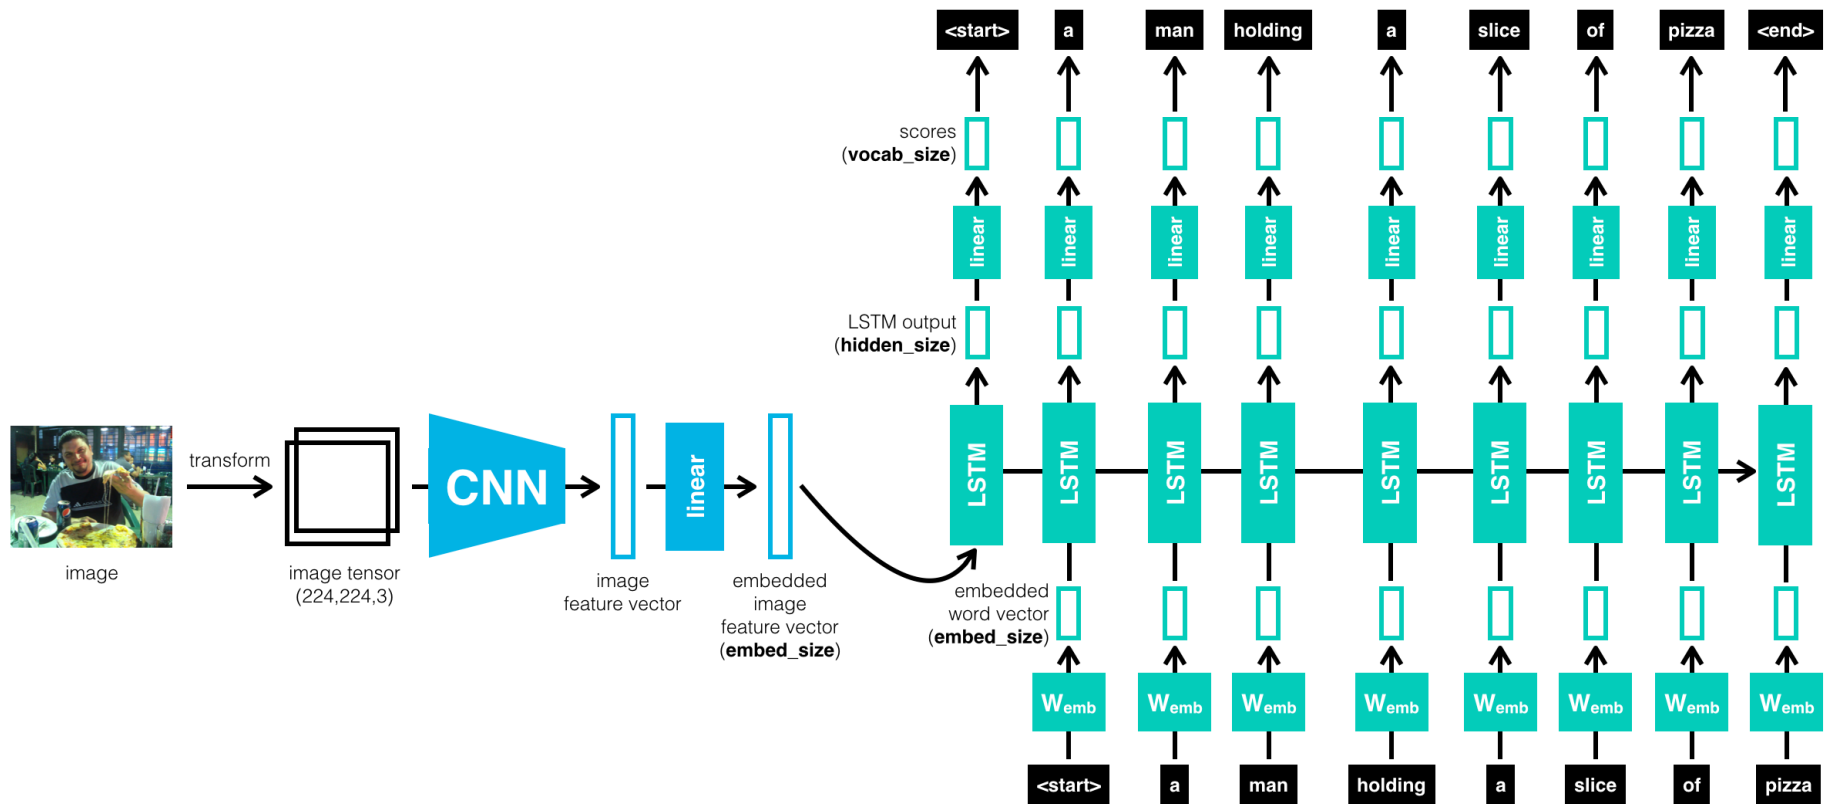 <start> a man holding a slice of pizza <end>
scores
(vocab_size)
linear linear linear linear linear linear linear linear linear
LSTM output
(hidden_size)
LSTM LSTM LSTM LSTM LSTM LSTM LSTM LSTM LSTM
transform
CNN
linear
image
image tensor
(224,224,3)
image
feature vector
embedded
image
feature vector
(embed_size)
embedded
word vector
(embed_size)
Wemb Wemb Wemb Wemb Wemb Wemb Wemb Wemb
<start> a man holding a slice of pizza